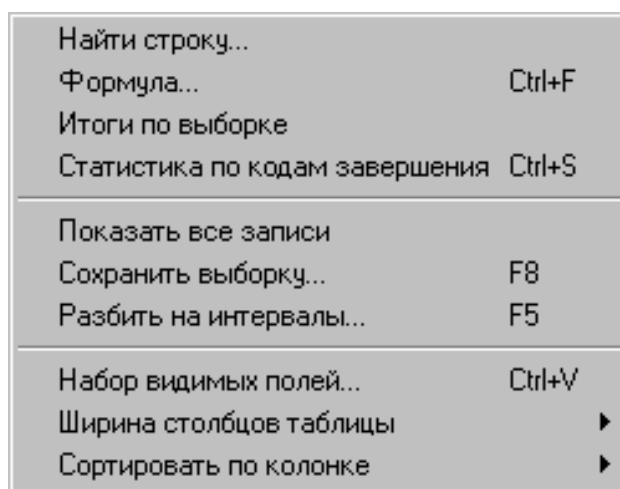 Найти строку...
Формула... Ctrl+F
Итоги по выборке
Статистика по кодам завершения Ctrl+S
Показать все записи
Сохранить выборку... F8
Разбить на интервалы... F5
Набор видимых полей... Ctrl+V
Ширина столбцов таблицы
Сортировать по колонке